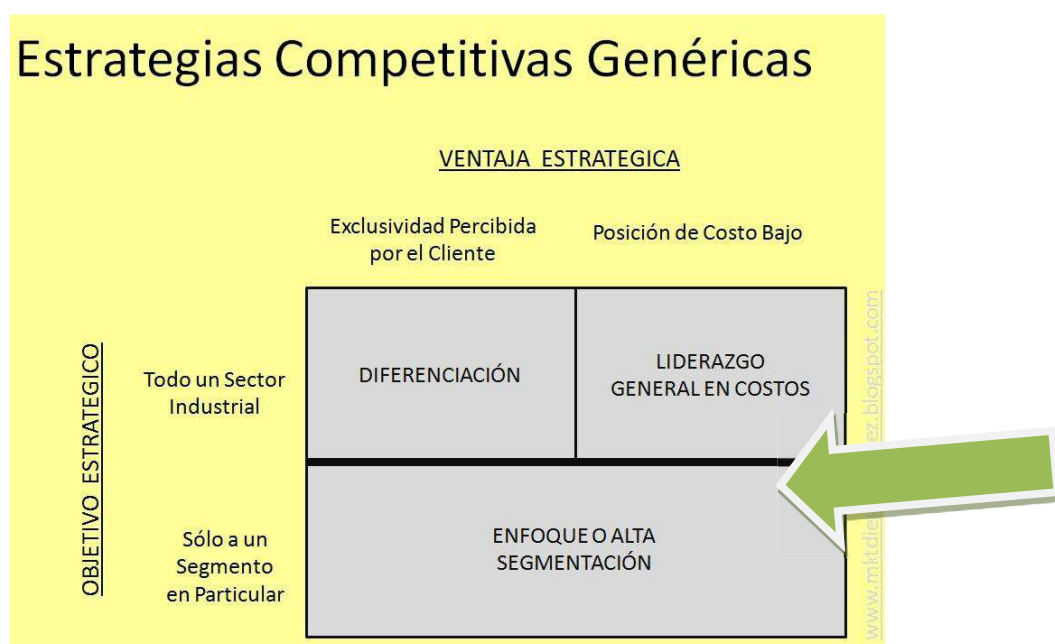 Estrategias Competitivas Genéricas
VENTAJA ESTRATEGICA
Exclusividad Percibida
por el Cliente
Posición de Costo Bajo
OBJETIVO ESTRATEGICO
Todo un Sector
Industrial
DIFERENCIACIÓN
LIDERAZGO
GENERAL EN COSTOS
Sólo a un
Segmento
en Particular
ENFOQUE O ALTA
SEGMENTACIÓN